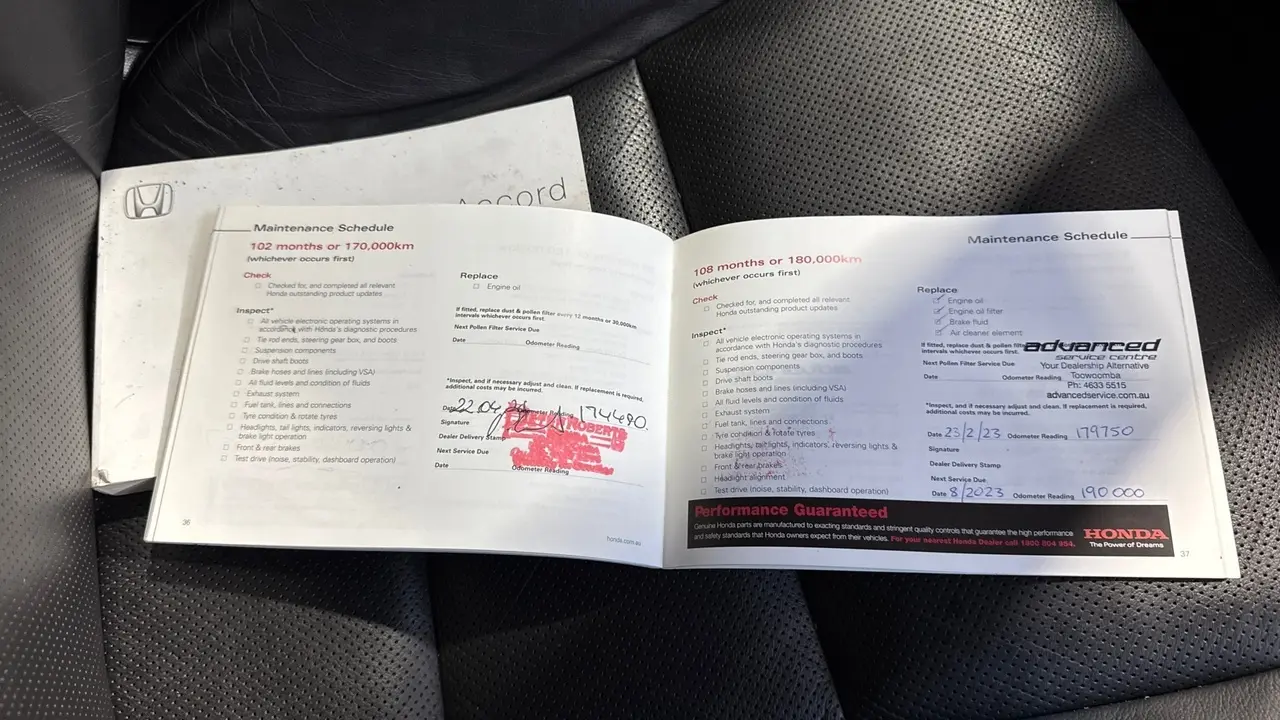 Accord
Maintenance Schedule
102 months or 170,000km
(whichever occurs first)
Check
Checked for, and completed all relevant
Honda outstanding product updates
Inspect*
All vehicle electronic operating systems in
accordance with Honda's diagnostic procedures
Tie rod ends, steering gear box, and boots
Suspension components
Drive shaft boots
Brake hoses and lines (including VSA)
All fluid levels and condition of fluids
Exhaust system
Fuel tank, lines and connections
Tyre condition & rotate tyres
Headlights, tail lights, indicators, reversing lights &
brake light operation
Front & rear brakes
Test drive (noise, stability, dashboard operation)
36
Replace
Engine oil
If fitted, replace dust & pollen filter every 12 months or 30,000km
intervals whichever occurs first.
Next Pollen Filter Service Due
Date Odometer Reading
*Inspect, and if necessary adjust and clean. If replacement is required,
additional costs may be incurred.
Date 22.04 Reading 174490.
Signature
ROBERTS
Dealer Delivery Stamp
Next Service Due
Date Odometer Reading
honda.com.au
Maintenance Schedule
108 months or 180,000km
(whichever occurs first)
Check
Checked for, and completed all relevant
Honda outstanding product updates
Inspect*
All vehicle electronic operating systems in
accordance with Honda's diagnostic procedures
Tie rod ends, steering gear box, and boots
Suspension components
Drive shaft boots
Brake hoses and lines (including VSA)
All fluid levels and condition of fluids
Exhaust system
Fuel tank, lines and connections
Tyre condition & rotate tyres
Headlights, taillights, indicators, reversing lights &
brake light operation
Front & rear brakes
Headlight alignment
Test drive (noise, stability, dashboard operation)
Replace
Engine oil
Engine oil filter
Brake fluid
Air cleaner element
If fitted, replace dust & pollen
intervals whichever occurs first.
advanced
service centre
Next Pollen Filter Service Due
Your Dealership Alternative
Date Odometer Reading
Toowoomba
Ph: 4633 5515
advancedservice.com.au
*Inspect, and if necessary adjust and clean. If replacement is required,
additional costs may be incurred.
Date 23/2/23 Odometer Reading 179750
Signature
Dealer Delivery Stamp
Next Service Due
Date 8/2023 Odometer Reading 190 000
Performance Guaranteed
Genuine Honda parts are manufactured to exacting standards and stringent quality controls that guarantee the high performance
and safety standards that Honda owners expect from their vehicles. For your nearest Honda Dealer call 1800 804 954.
HONDA
The Power of Dreams
37